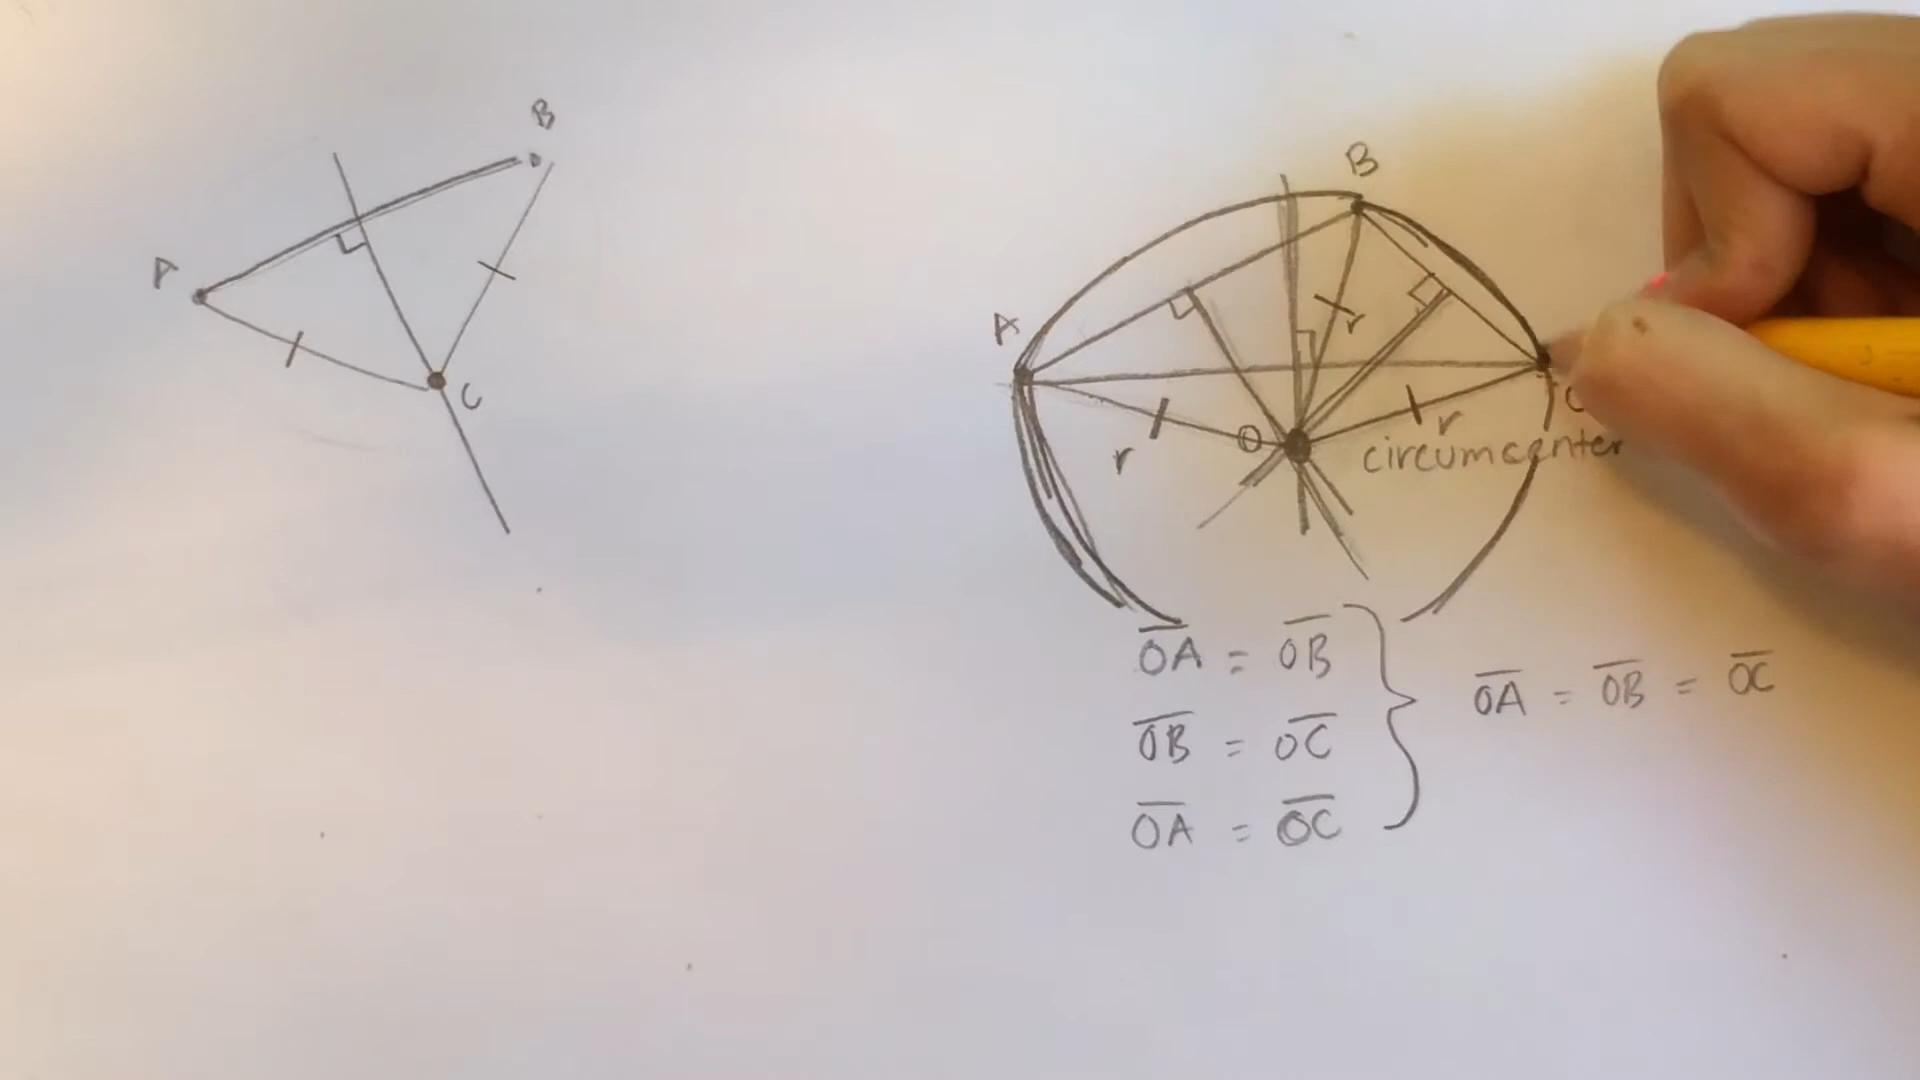 B
A
C
B
A
r
O
r
r
C
circumcenter
OA = OB
OB = OC
OA = OC
OA = OB = OC